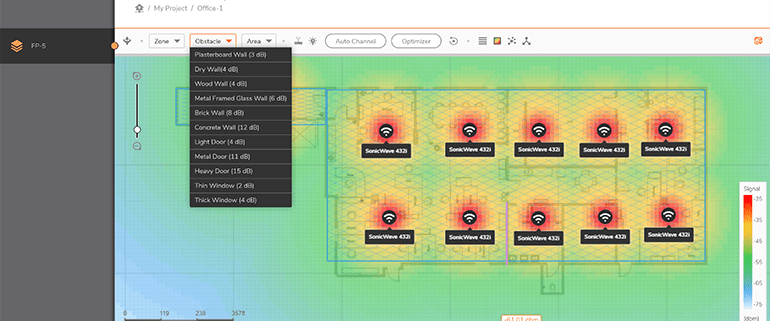 / My Project / Office-1
FP-5
Zone
Obstacle
Area
Auto Channel
Optimizer
Plasterboard Wall (3 dB)
Dry Wall(4 dB)
Wood Wall (4 dB)
Metal Framed Glass Wall (6 dB)
Brick Wall (8 dB)
Concrete Wall (12 dB)
Light Door (4 dB)
Metal Door (11 dB)
Heavy Door (15 dB)
Thin Window (2 dB)
Thick Window (4 dB)
SonicWave 432i
SonicWave 432i
SonicWave 432i
SonicWave 432i
SonicWave 432i
SonicWave 432i
SonicWave 432i
SonicWave 432i
SonicWave 432i
SonicWave 432i
Signal
-35
-45
-55
-65
-75
(dbm)
0 119 238 357ft
-61.01 dbm